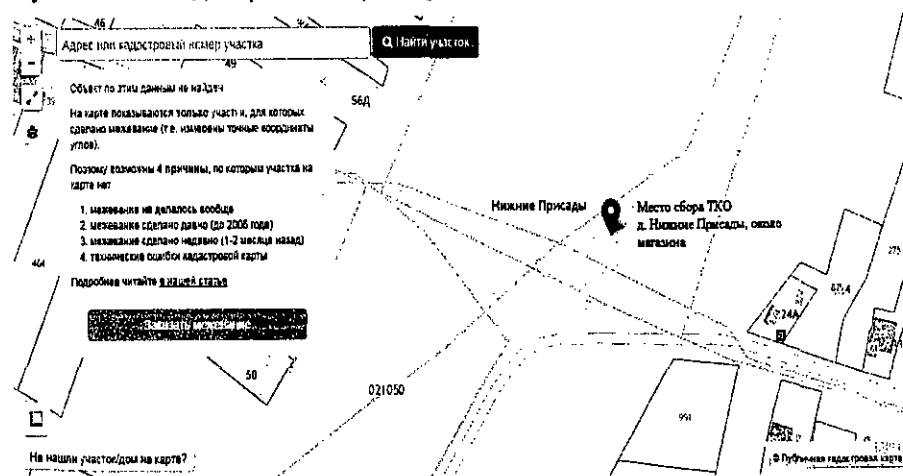 46
Адрес или кадастровый номер участка
Найти участок
49
Объект по этим данным не найден
56Д
На карте показываются только участки, для которых
сделано межевание (т.е. измерены точные координаты
углов).
Поэтому возможны 4 причины, по которым участка на
карте нет
1. межевание не делалось вообще
2. межевание сделано давно (до 2006 года)
3. межевание сделано недавно (1-2 месяца назад)
4. технические ошибки кадастровой карты
Подробнее читайте в нашей статье
Заказать межевание
Нижние Присады
Место сбора ТКО
д. Нижние Присады, около
магазина
275
50
021050
991
Не нашли участок/дом на карте?
© Публичная кадастровая карта